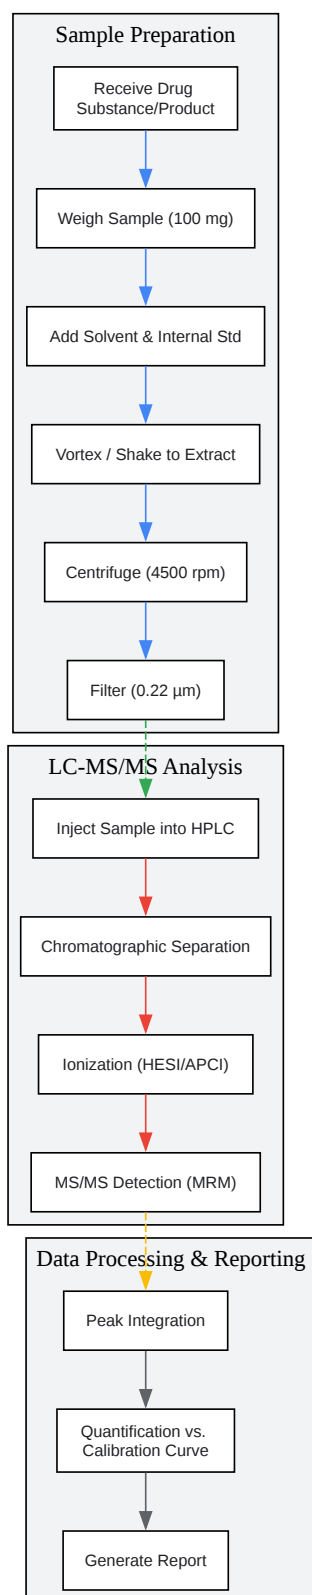 Sample Preparation
Receive Drug
Substance/Product
Weigh Sample (100 mg)
Add Solvent & Internal Std
Vortex / Shake to Extract
Centrifuge (4500 rpm)
Filter (0.22 µm)
LC-MS/MS Analysis
Inject Sample into HPLC
Chromatographic Separation
Ionization (HESI/APCI)
MS/MS Detection (MRM)
Data Processing & Reporting
Peak Integration
Quantification vs.
Calibration Curve
Generate Report